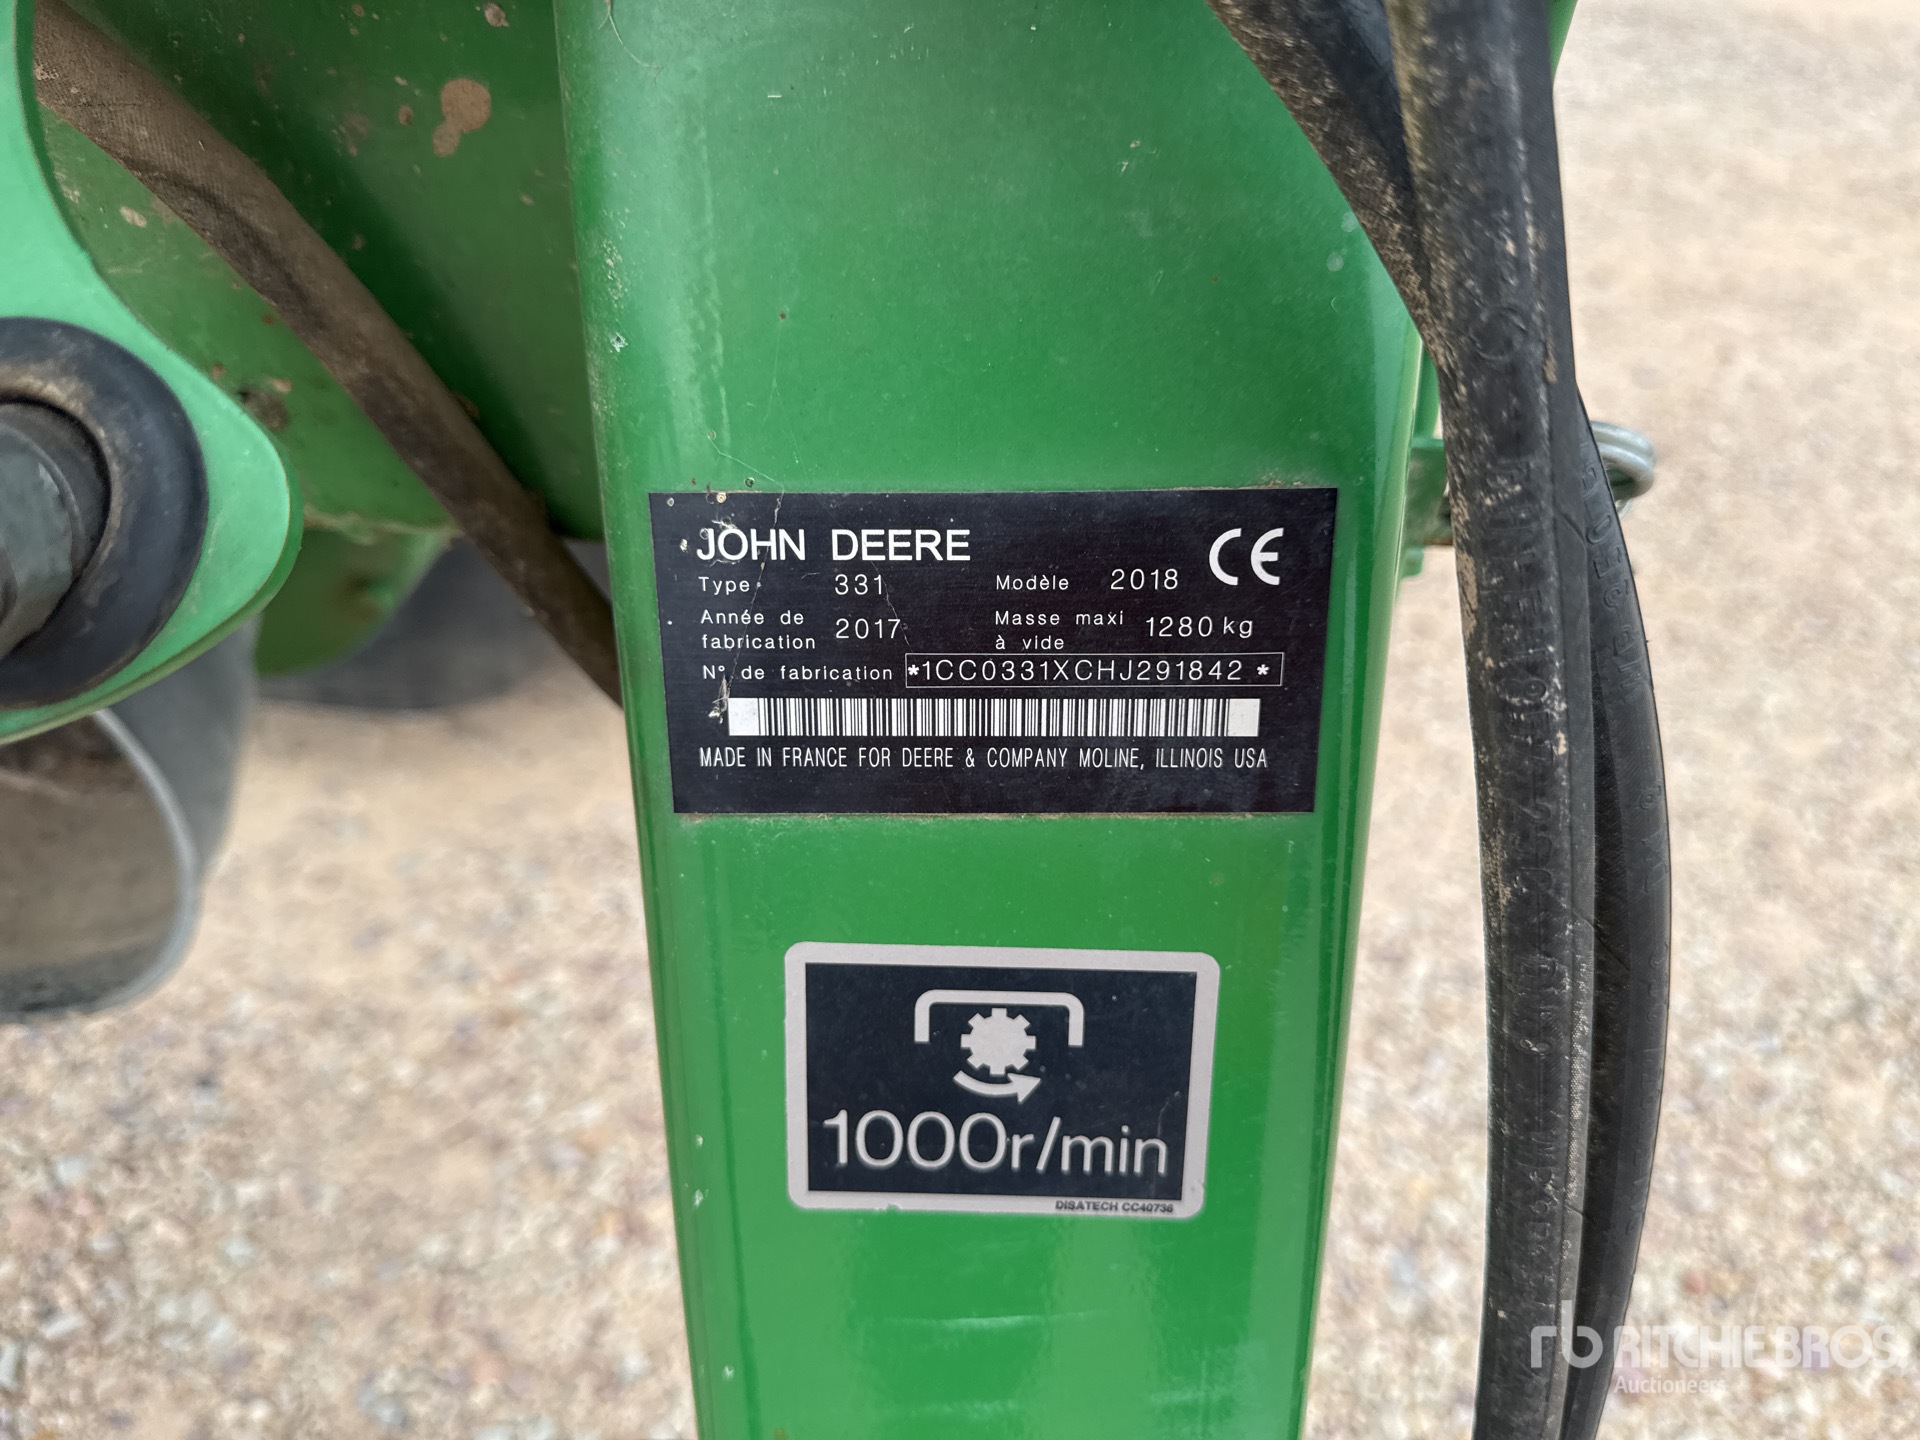 JOHN DEERE
CE
Type 331 Modèle 2018
Année de fabrication 2017 Masse maxi à vide 1280 kg
N° de fabrication *1CC0331XCHJ291842*
MADE IN FRANCE FOR DEERE & COMPANY MOLINE, ILLINOIS USA
1000r/min
DISATECH CC40736
rb RITCHIE BROS.
Auctioneers